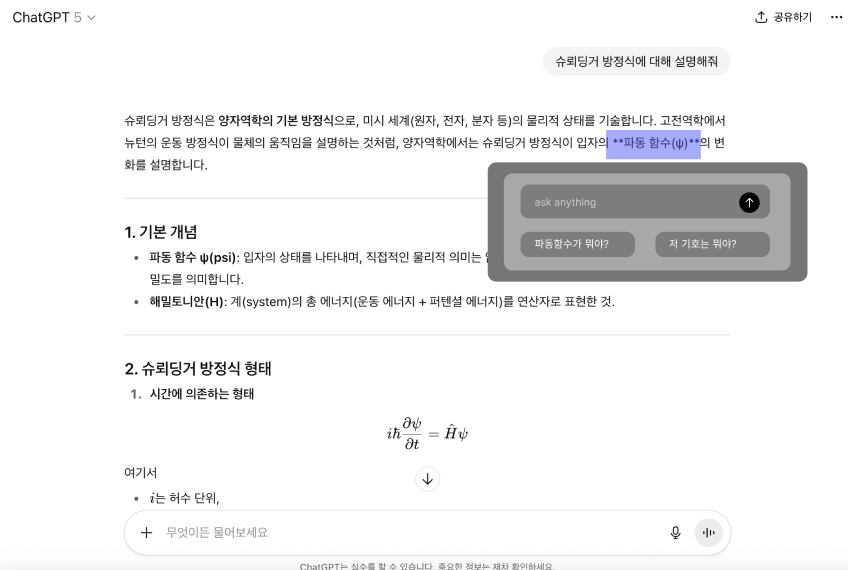 ChatGPT 5
공유하기
슈뢰딩거 방정식에 대해 설명해줘
슈뢰딩거 방정식은 양자역학의 기본 방정식으로, 미시 세계(원자, 전자, 분자 등)의 물리적 상태를 기술합니다. 고전역학에서
뉴턴의 운동 방정식이 물체의 움직임을 설명하는 것처럼, 양자역학에서는 슈뢰딩거 방정식이 입자의 **파동 함수(ψ)**의 변
화를 설명합니다.
ask anything
파동함수가 뭐야?
저 기호는 뭐야?
1. 기본 개념
• 파동 함수 ψ(psi): 입자의 상태를 나타내며, 직접적인 물리적 의미는
밀도를 의미합니다.
• 해밀토니안(H): 계(system)의 총 에너지(운동 에너지 + 퍼텐셜 에너지)를 연산자로 표현한 것.
2. 슈뢰딩거 방정식 형태
1. 시간에 의존하는 형태
iħ ∂ψ/∂t = Ĥψ
여기서
• i는 허수 단위,
무엇이든 물어보세요
ChatGPT는 실수를 할 수 있습니다. 중요한 정보는 재차 확인하세요.